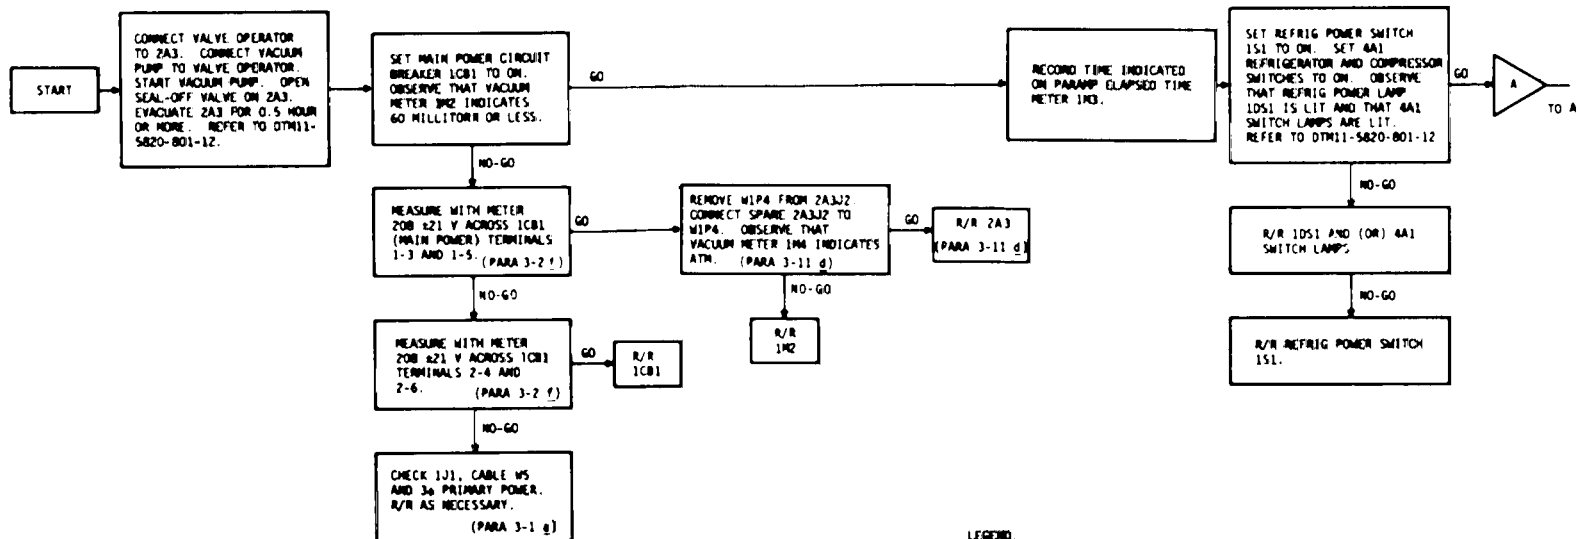 START
CONNECT VALVE OPERATOR
TO 2A3. CONNECT VACUUM
PUMP TO VALVE OPERATOR.
START VACUUM PUMP. OPEN
SEAL-OFF VALVE ON 2A3.
EVACUATE 2A3 FOR 0.5 HOUR
OR MORE. REFER TO DTM11-
5820-801-12.
SET MAIN POWER CIRCUIT
BREAKER 1CB1 TO ON.
OBSERVE THAT VACUUM
METER 1M2 INDICATES
60 MILLITORR OR LESS.
GO
RECORD TIME INDICATED
ON PARAMP ELAPSED TIME
METER 1M3.
SET REFRIG POWER SWITCH
1S1 TO ON. SET 4A1
REFRIGERATOR AND COMPRESSOR
SWITCHES TO ON. OBSERVE
THAT REFRIG POWER LAMP
1DS1 IS LIT AND THAT 4A1
SWITCH LAMPS ARE LIT.
REFER TO DTM11-5820-801-12
GO
A
TO A
NO-GO
NO-GO
MEASURE WITH METER
208 ±21 V ACROSS 1CB1
(MAIN POWER) TERMINALS
1-3 AND 1-5. (PARA 3-2 f)
GO
REMOVE W1P4 FROM 2A3J2.
CONNECT SPARE 2A3J2 TO
W1P4. OBSERVE THAT
VACUUM METER 1M4 INDICATES
ATM. (PARA 3-11 d)
GO
R/R 2A3
(PARA 3-11 d)
R/R 1DS1 AND (OR) 4A1
SWITCH LAMPS
NO-GO
NO-GO
NO-GO
MEASURE WITH METER
208 ±21 V ACROSS 1CB1
TERMINALS 2-4 AND
2-6. (PARA 3-2 f)
GO
R/R
1CB1
R/R
1M2
R/R REFRIG POWER SWITCH
1S1.
NO-GO
CHECK 1J1, CABLE W5
AND 3ø PRIMARY POWER.
R/R AS NECESSARY.
(PARA 3-1 a)
LEGEND